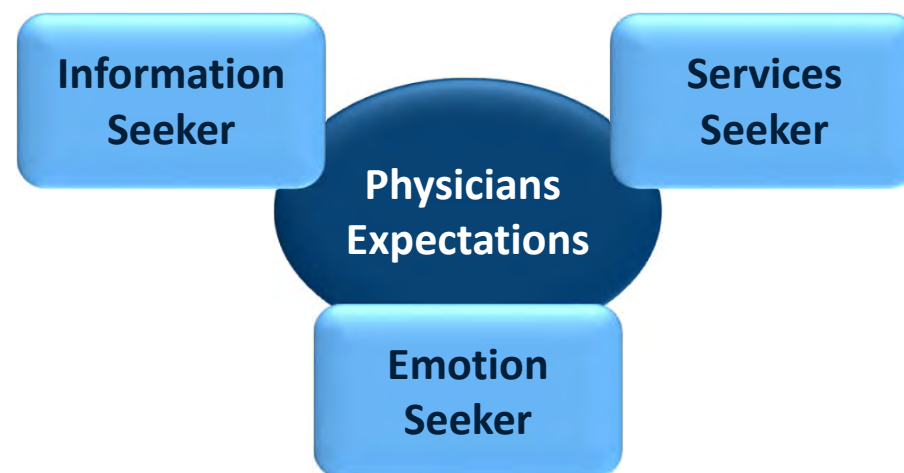 Information
Seeker
Services
Seeker
Physicians
Expectations
Emotion
Seeker